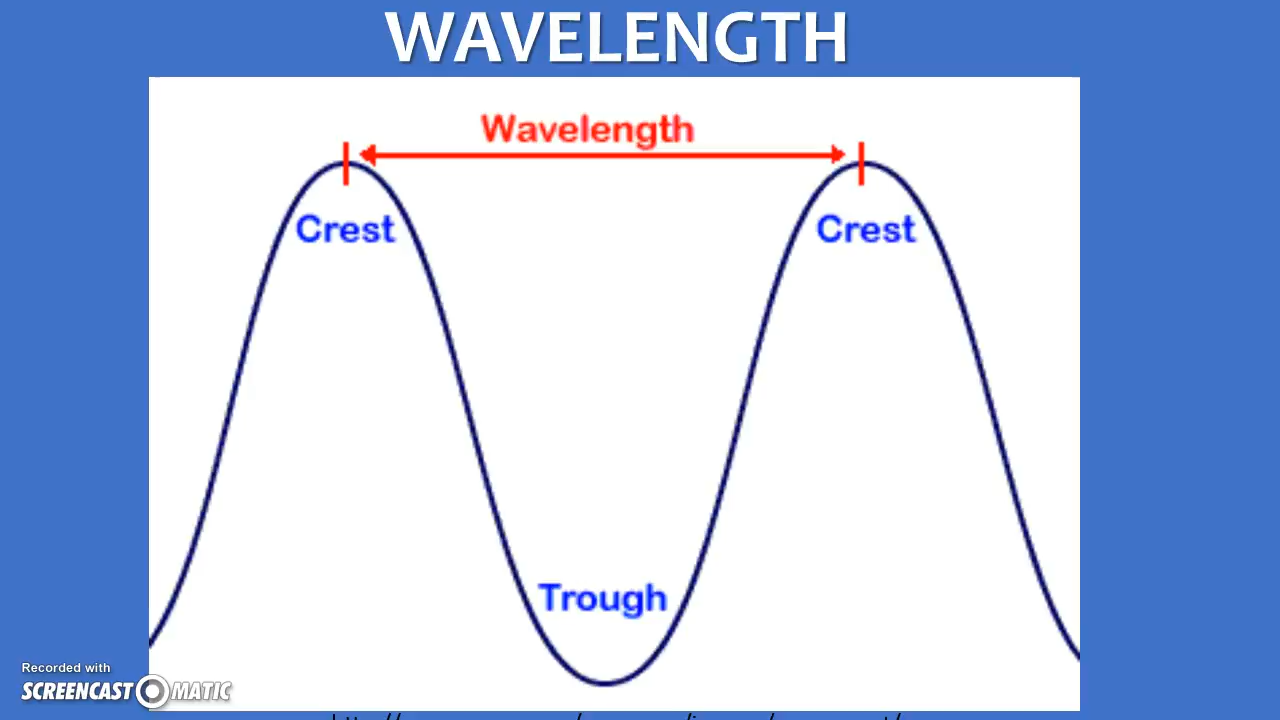 WAVELENGTH
Wavelength
Crest
Crest
Trough
Recorded with
SCREENCAST MATIC